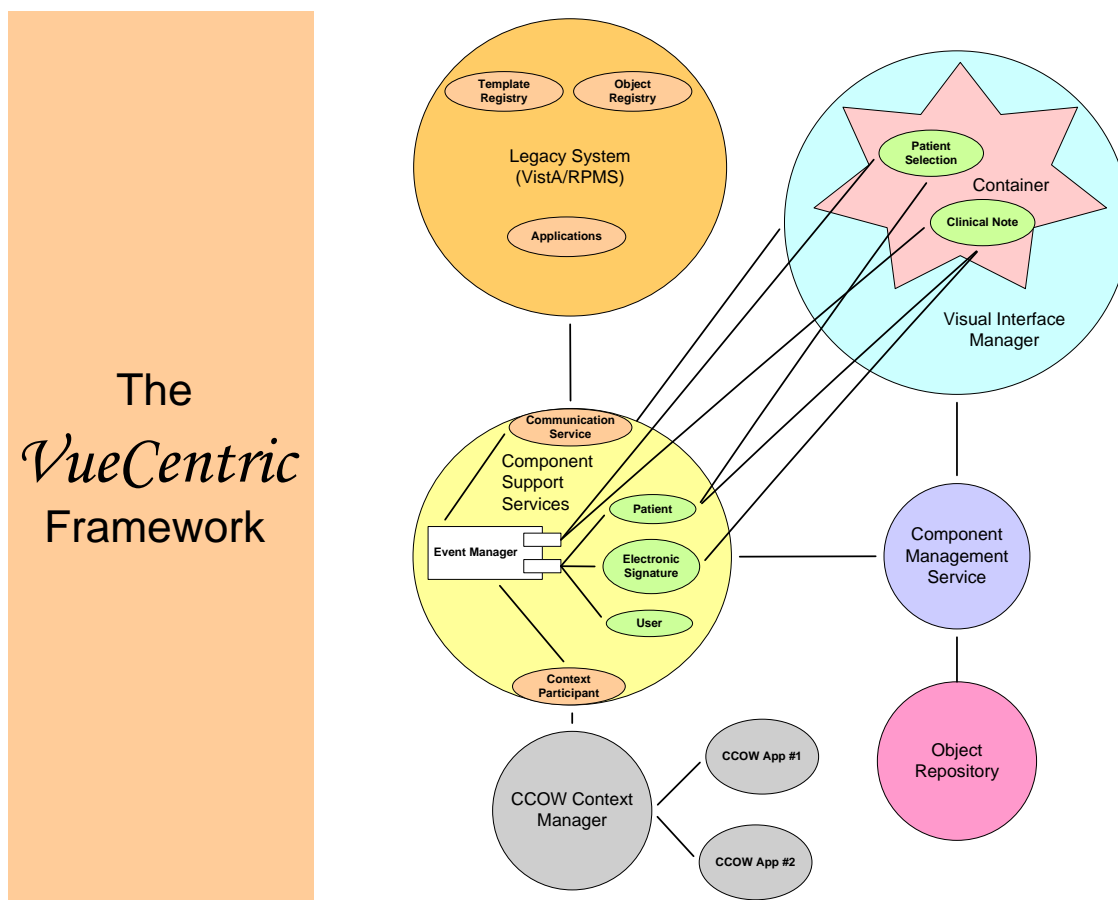 The
VueCentric
Framework
Template
Registry
Object
Registry
Legacy System
(VistA/RPMS)
Applications
Patient
Selection
Container
Clinical Note
Visual Interface
Manager
Communication
Service
Component
Support
Services
Event Manager
Patient
Electronic
Signature
User
Context
Participant
Component
Management
Service
Object
Repository
CCOW Context
Manager
CCOW App #1
CCOW App #2